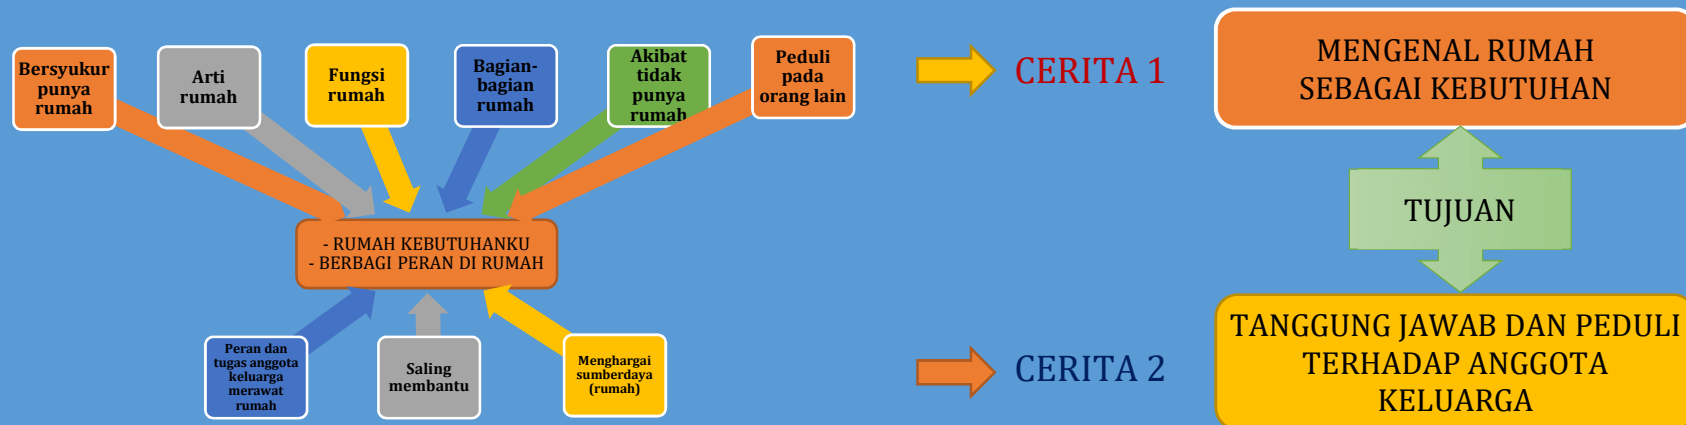 Bersyukur
punya
rumah
Arti
rumah
Fungsi
rumah
Bagian-
bagian
rumah
Akibat
tidak
punya
rumah
Peduli
pada
orang lain
- RUMAH KEBUTUHANKU
- BERBAGI PERAN DI RUMAH
Peran dan
tugas anggota
keluarga
merawat
rumah
Saling
membantu
Menghargai
sumberdaya
(rumah)
CERITA 1
MENGENAL RUMAH
SEBAGAI KEBUTUHAN
TUJUAN
CERITA 2
TANGGUNG JAWAB DAN PEDULI
TERHADAP ANGGOTA
KELUARGA